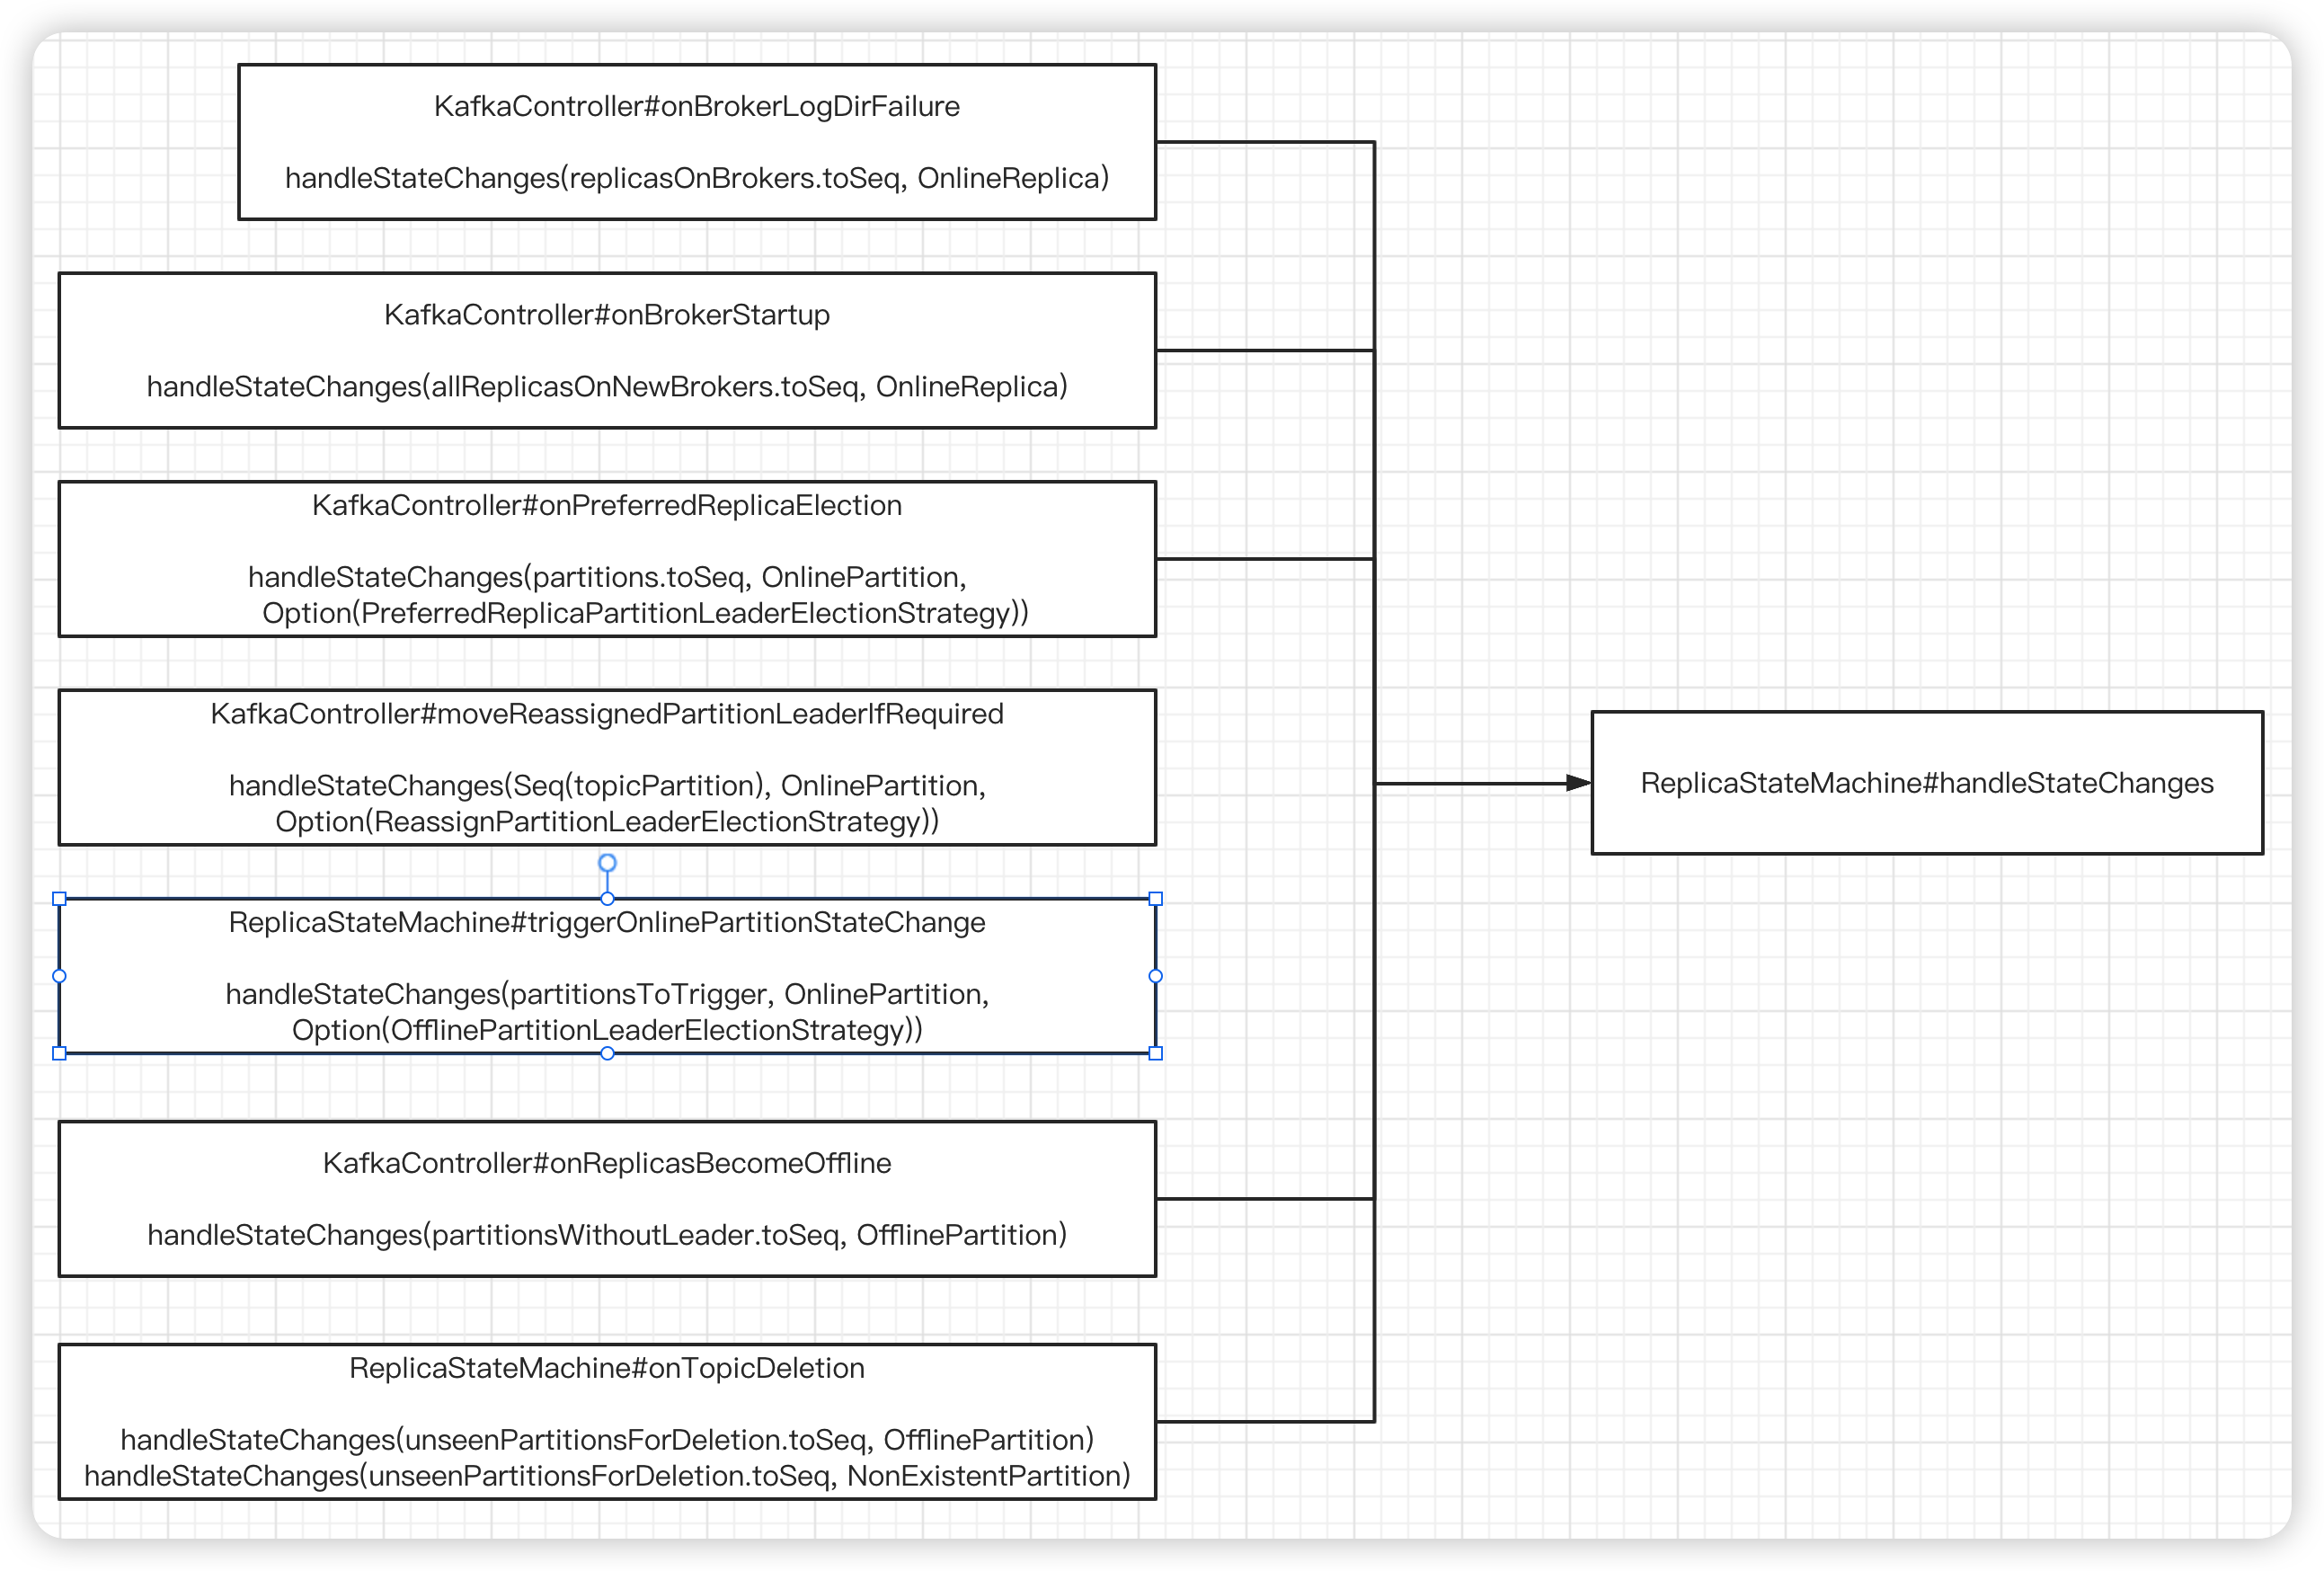 KafkaController#onBrokerLogDirFailure
handleStateChanges(replicasOnBrokers.toSeq, OnlineReplica)
KafkaController#onBrokerStartup
handleStateChanges(allReplicasOnNewBrokers.toSeq, OnlineReplica)
KafkaController#onPreferredReplicaElection
handleStateChanges(partitions.toSeq, OnlinePartition,
Option(PreferredReplicaPartitionLeaderElectionStrategy))
KafkaController#moveReassignedPartitionLeaderIfRequired
handleStateChanges(Seq(topicPartition), OnlinePartition,
Option(ReassignPartitionLeaderElectionStrategy))
ReplicaStateMachine#handleStateChanges
ReplicaStateMachine#triggerOnlinePartitionStateChange
handleStateChanges(partitionsToTrigger, OnlinePartition,
Option(OfflinePartitionLeaderElectionStrategy))
KafkaController#onReplicasBecomeOffline
handleStateChanges(partitionsWithoutLeader.toSeq, OfflinePartition)
ReplicaStateMachine#onTopicDeletion
handleStateChanges(unseenPartitionsForDeletion.toSeq, OfflinePartition)
handleStateChanges(unseenPartitionsForDeletion.toSeq, NonExistentPartition)